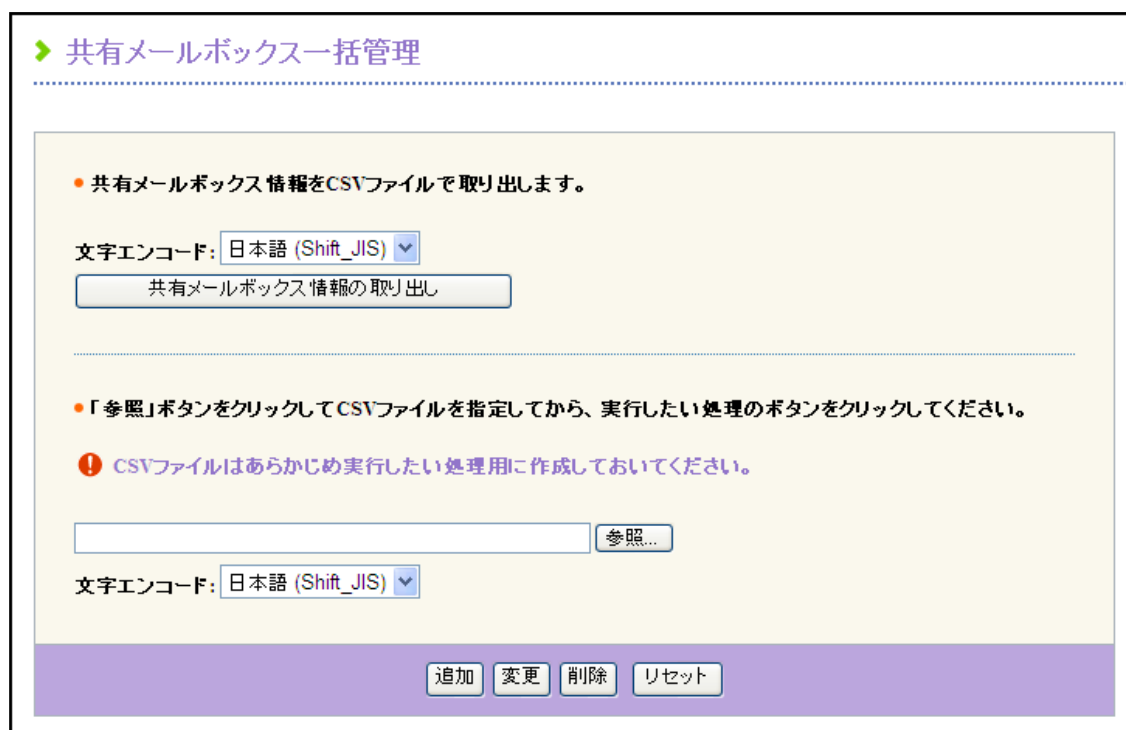 共有メールボックス一括管理
共有メールボックス情報をCSVファイルで取り出します。
文字エンコード: 日本語 (Shift_JIS)
共有メールボックス情報の取り出し
「参照」ボタンをクリックしてCSVファイルを指定してから、実行したい処理のボタンをクリックしてください。
CSVファイルはあらかじめ実行したい処理用に作成しておいてください。
参照...
文字エンコード: 日本語 (Shift_JIS)
追加 変更 削除 リセット